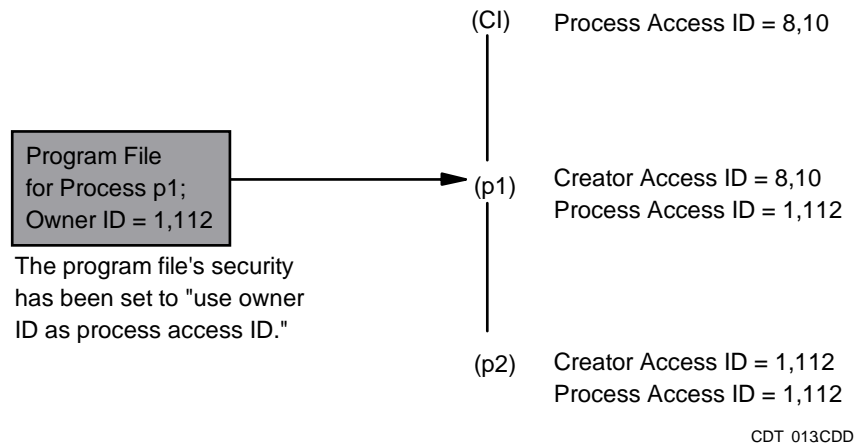 (CI)
Process Access ID = 8,10
Program File
for Process p1;
Owner ID = 1,112
(p1)
Creator Access ID = 8,10
Process Access ID = 1,112
The program file's security
has been set to "use owner
ID as process access ID."
(p2)
Creator Access ID = 1,112
Process Access ID = 1,112
CDT 013.CDD